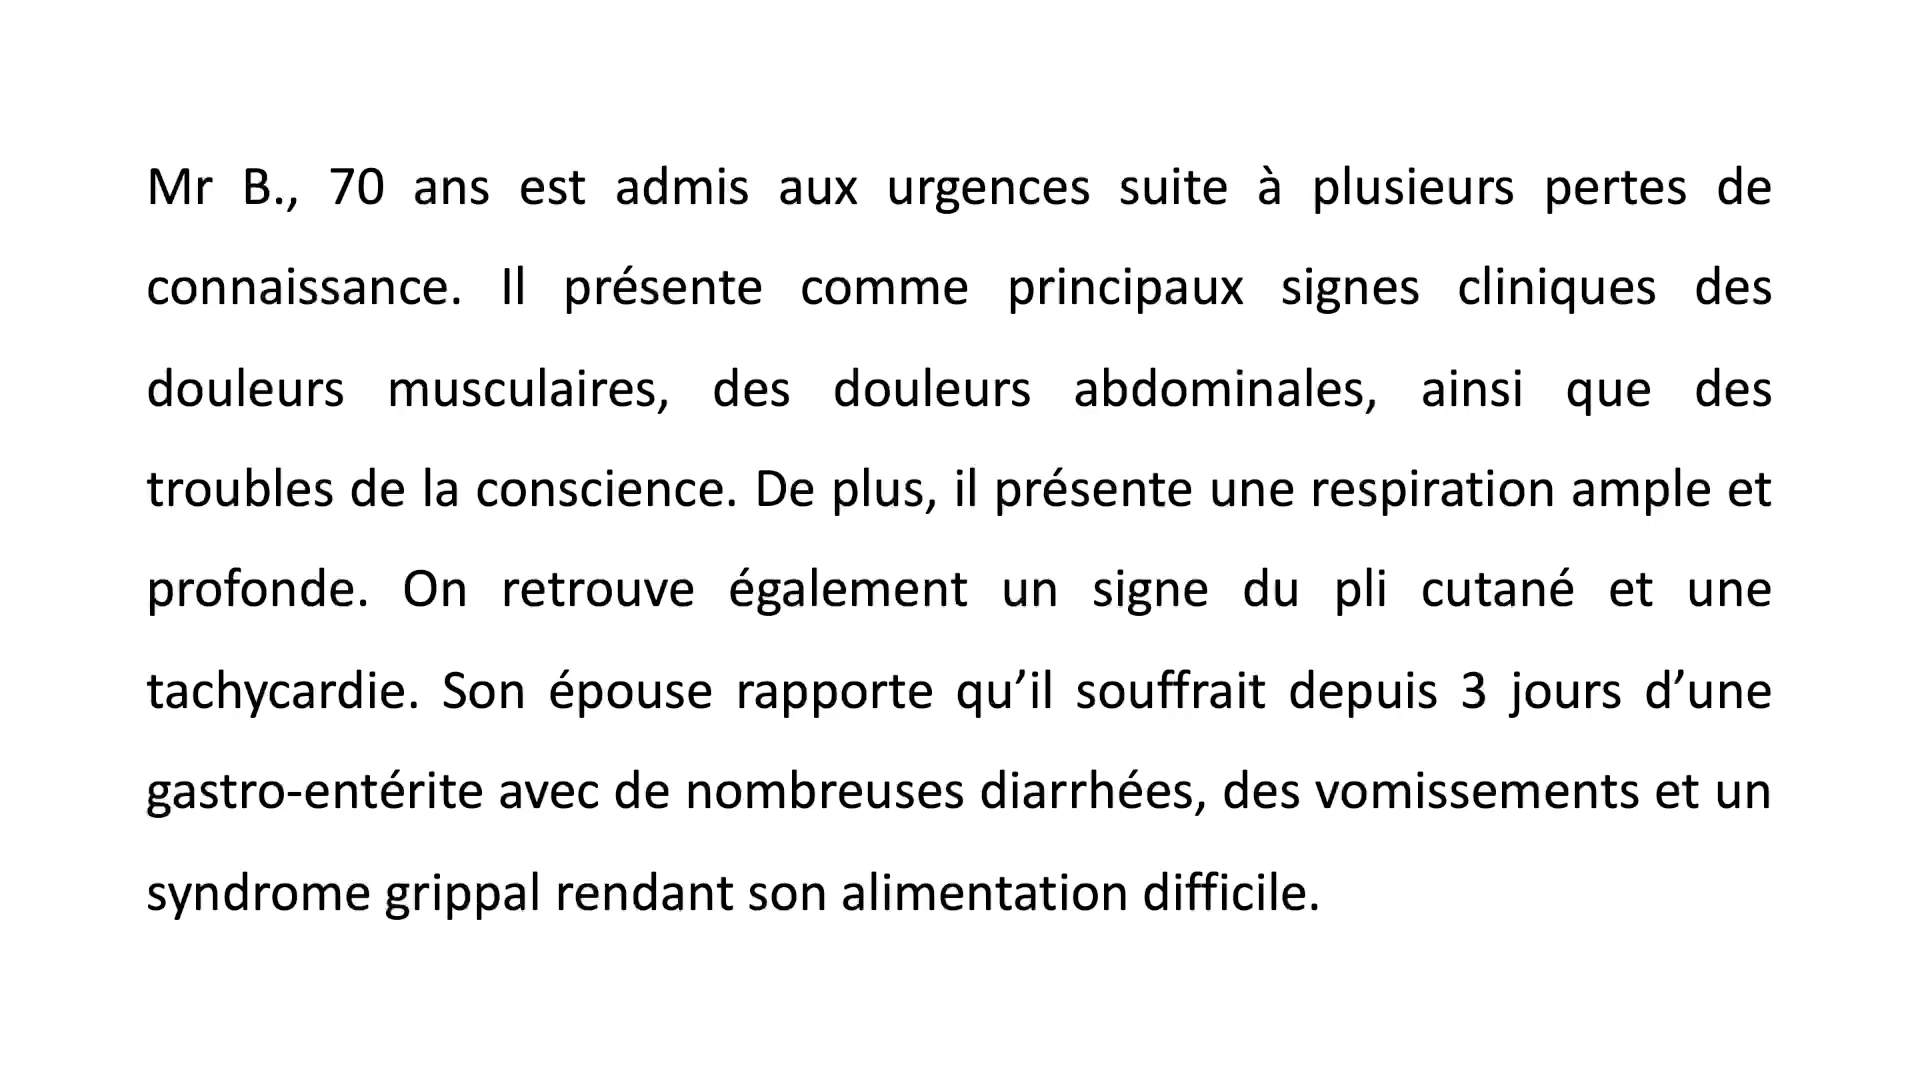 Mr B., 70 ans est admis aux urgences suite à plusieurs pertes de
connaissance. Il présente comme principaux signes cliniques des
douleurs musculaires, des douleurs abdominales, ainsi que des
troubles de la conscience. De plus, il présente une respiration ample et
profonde. On retrouve également un signe du pli cutané et une
tachycardie. Son épouse rapporte qu’il souffrait depuis 3 jours d’une
gastro-entérite avec de nombreuses diarrhées, des vomissements et un
syndrome grippal rendant son alimentation difficile.